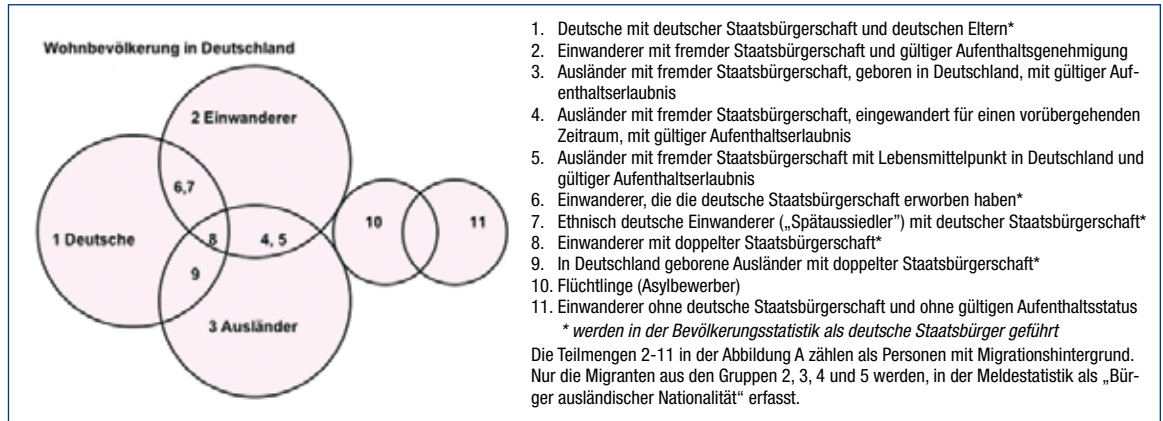 Wohnbevölkerung in Deutschland
2 Einwanderer
6,7
10
11
1 Deutsche
8
4, 5
9
3 Ausländer
1. Deutsche mit deutscher Staatsbürgerschaft und deutschen Eltern*
2. Einwanderer mit fremder Staatsbürgerschaft und gültiger Aufenthaltsgenehmigung
3. Ausländer mit fremder Staatsbürgerschaft, geboren in Deutschland, mit gültiger Auf-
enthaltserlaubnis
4. Ausländer mit fremder Staatsbürgerschaft, eingewandert für einen vorübergehenden
Zeitraum, mit gültiger Aufenthaltserlaubnis
5. Ausländer mit fremder Staatsbürgerschaft mit Lebensmittelpunkt in Deutschland und
gültiger Aufenthaltserlaubnis
6. Einwanderer, die die deutsche Staatsbürgerschaft erworben haben*
7. Ethnisch deutsche Einwanderer („Spätaussiedler") mit deutscher Staatsbürgerschaft*
8. Einwanderer mit doppelter Staatsbürgerschaft*
9. In Deutschland geborene Ausländer mit doppelter Staatsbürgerschaft*
10. Flüchtlinge (Asylbewerber)
11. Einwanderer ohne deutsche Staatsbürgerschaft und ohne gültigen Aufenthaltsstatus
* werden in der Bevölkerungsstatistik als deutsche Staatsbürger geführt
Die Teilmengen 2-11 in der Abbildung A zählen als Personen mit Migrationshintergrund.
Nur die Migranten aus den Gruppen 2, 3, 4 und 5 werden, in der Meldestatistik als „Bür-
ger ausländischer Nationalität" erfasst.